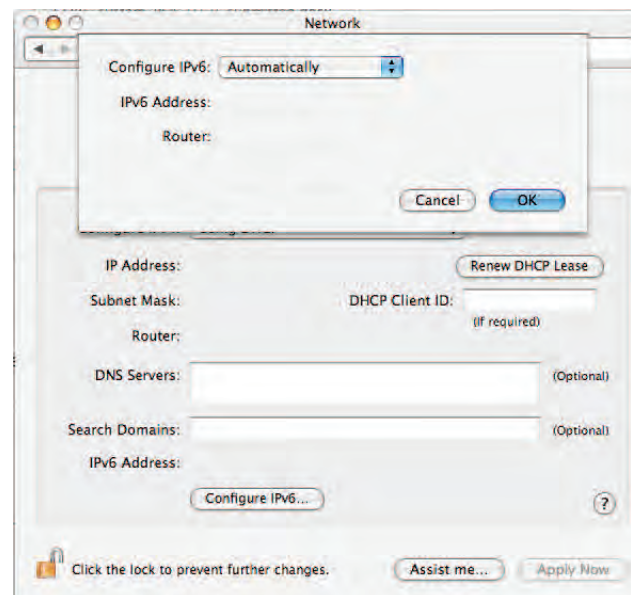 Network
Configure IPv6: Automatically
IPv6 Address:
Router:
Cancel OK
IP Address: Renew DHCP Lease
Subnet Mask: DHCP Client ID:
(If required)
Router:
DNS Servers: (Optional)
Search Domains: (Optional)
IPv6 Address:
Configure IPv6... ?
Click the lock to prevent further changes. Assist me... Apply Now